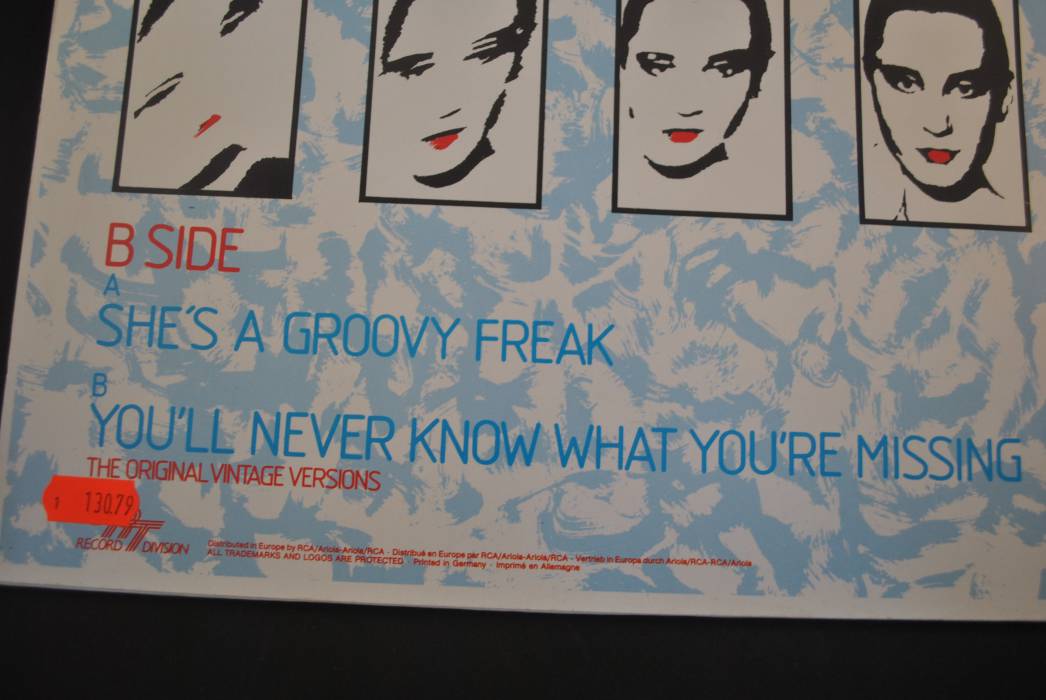 B SIDE
A
SHE'S A GROOVY FREAK
B
YOU'LL NEVER KNOW WHAT YOU'RE MISSING
THE ORIGINAL VINTAGE VERSIONS
130.79
RECORD DIVISION
Distributed in Europe by RCA/Ariola-Ariola/RCA · Distribué en Europe par RCA/Ariola-Ariola/RCA · Vertrieb in Europa durch Ariola/RCA-RCA/Ariola
ALL TRADEMARKS AND LOGOS ARE PROTECTED · Printed in Germany · Imprimé en Allemagne